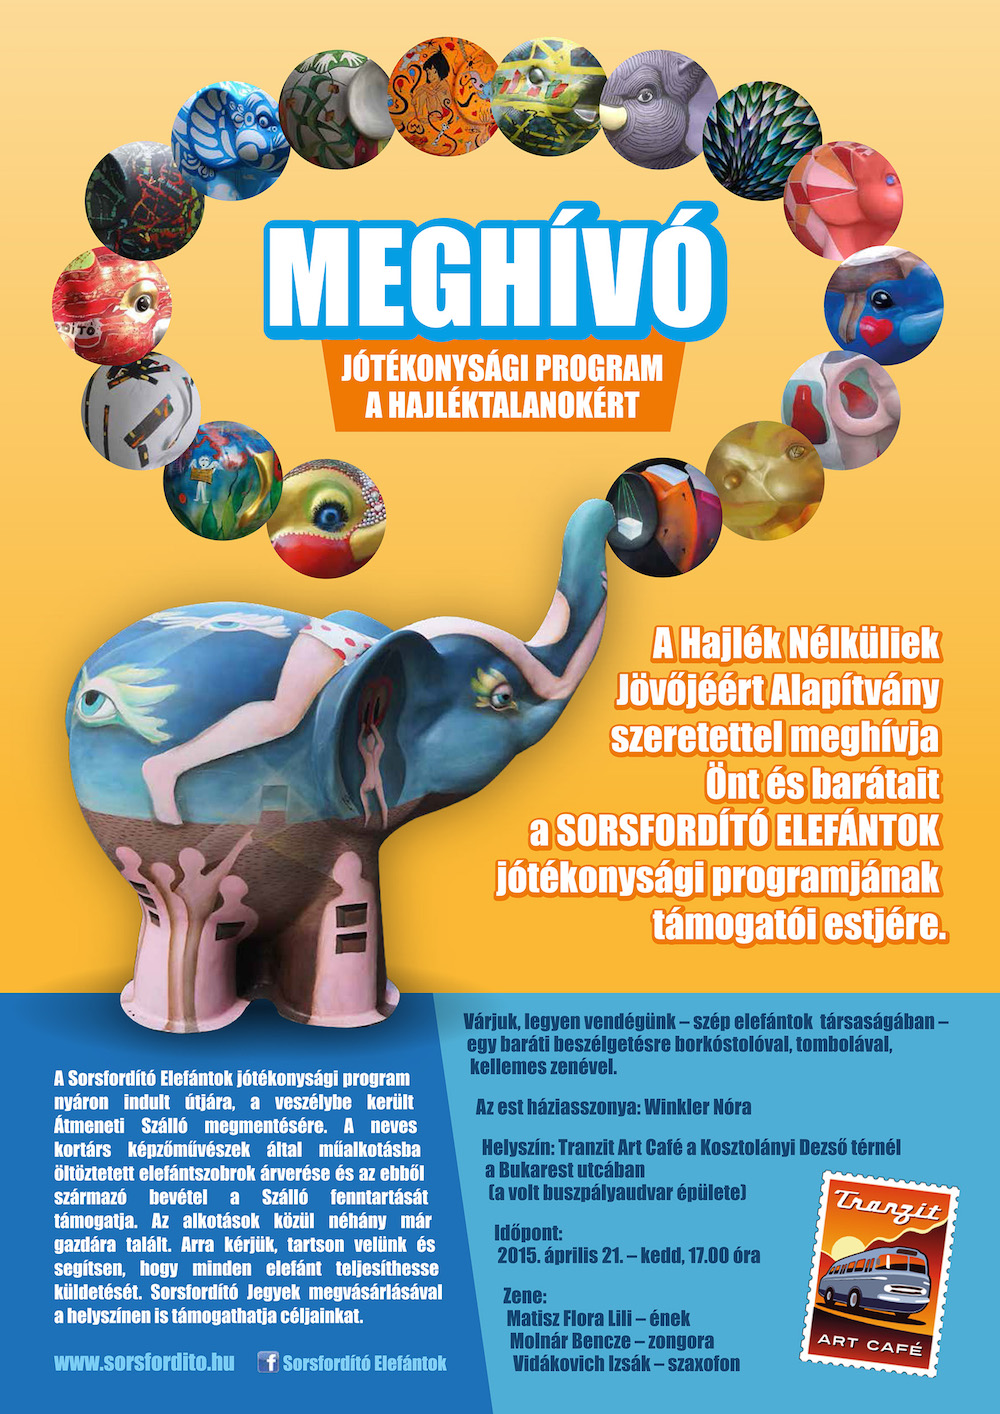 MEGHÍVÓ
JÓTÉKONYSÁGI PROGRAM
A HAJLÉKTALANOKÉRT
A Hajlék Nélküliek
Jövőjéért Alapítvány
szeretettel meghívja
Önt és barátait
a SORSFORDÍTÓ ELEFÁNTOK
jótékonysági programjának
támogatói estjére.
A Sorsfordító Elefántok jótékonysági program
nyáron indult útjára, a veszélybe került
Átmeneti Szálló megmentésére. A neves
kortárs képzőművészek által műalkotásba
öltöztetett elefántszobrok árverése és az ebből
származó bevétel a Szálló fenntartását
támogatja. Az alkotások közül néhány már
gazdára talált. Arra kérjük, tartson velünk és
segítsen, hogy minden elefánt teljesíthesse
küldetését. Sorsfordító Jegyek megvásárlásával
a helyszínen is támogathatja céljainkat.
www.sorsfordito.hu
f Sorsfordító Elefántok
Várjuk, legyen vendégünk – szép elefántok társaságában –
egy baráti beszélgetésre borkóstolóval, tombolával,
kellemes zenével.
Az est háziasszonya: Winkler Nóra
Helyszín: Tranzit Art Café a Kosztolányi Dezső térnél
a Bukarest utcában
(a volt buszpályaudvar épülete)
Időpont:
2015. április 21. – kedd, 17.00 óra
Zene:
Matisz Flora Lili – ének
Molnár Bencze – zongora
Vidákovich Izsák – szaxofon
Tranzit
ART CAFÉ